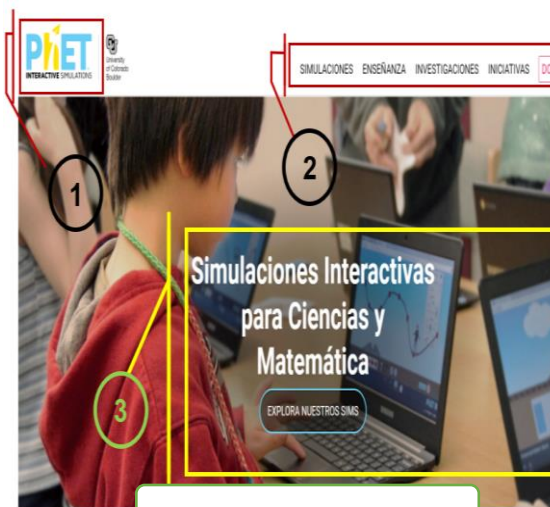 PhET
INTERACTIVE SIMULATIONS
University
of Colorado
Boulder
SIMULACIONES ENSEÑANZA INVESTIGACIONES INICIATIVAS DO
1
2
Simulaciones Interactivas
para Ciencias y
Matemática
3
EXPLORA NUESTROS SIMS